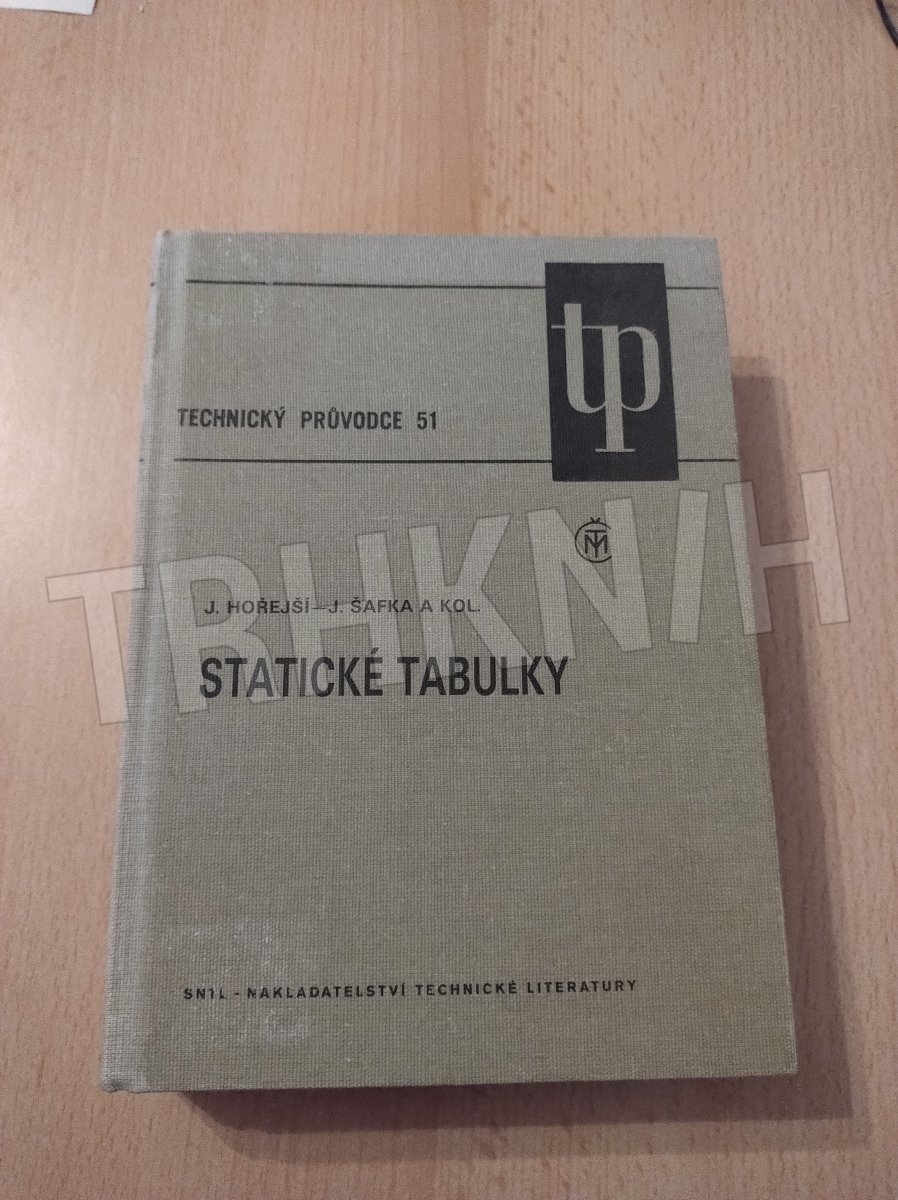 tp
TECHNICKÝ PRŮVODCE 51
J. HOŘEJŠÍ–J. ŠAFKA A KOL.
STATICKÉ TABULKY
SNTL - NAKLADATELSTVÍ TECHNICKÉ LITERATURY
TRHKNIH